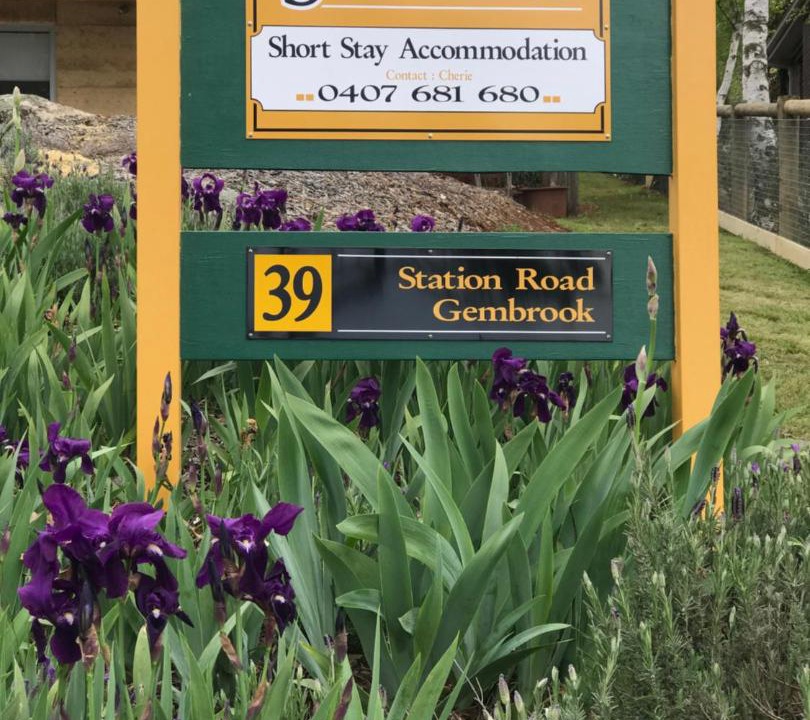 Short Stay Accommodation
Contact : Cherie
0407 681 680
39
Station Road
Gembrook